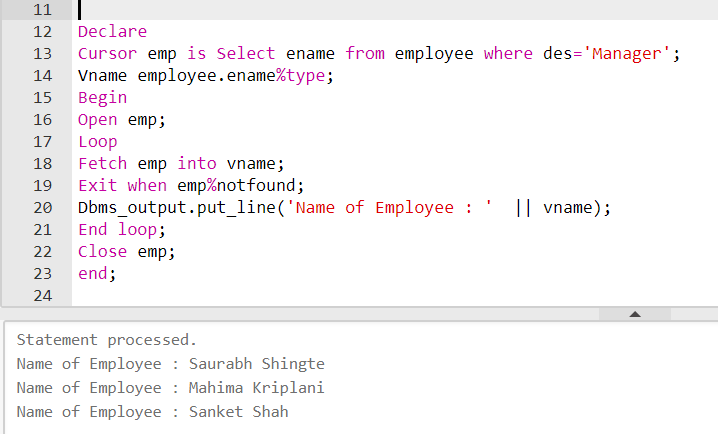 11
12 Declare
13 Cursor emp is Select ename from employee where des='Manager';
14 Vname employee.ename%type;
15 Begin
16 Open emp;
17 Loop
18 Fetch emp into vname;
19 Exit when emp%notfound;
20 Dbms_output.put_line('Name of Employee : '  || vname);
21 End loop;
22 Close emp;
23 end;
24
Statement processed.
Name of Employee : Saurabh Shingte
Name of Employee : Mahima Kriplani
Name of Employee : Sanket Shah